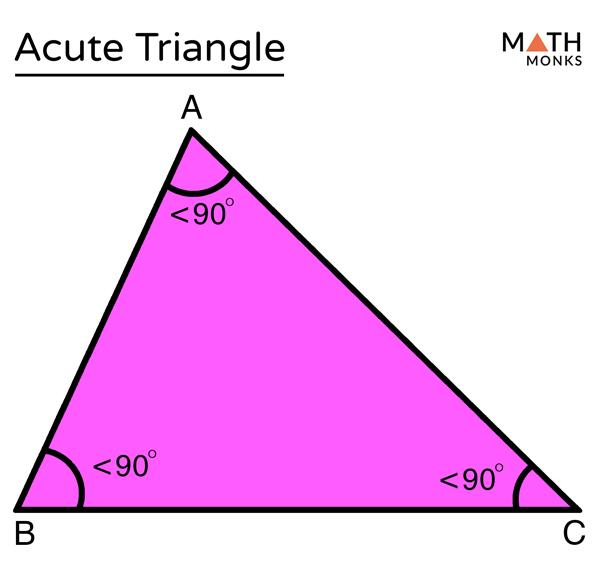 Acute Triangle
MATH
MONKS
A
<90°
<90°
<90°
B
C